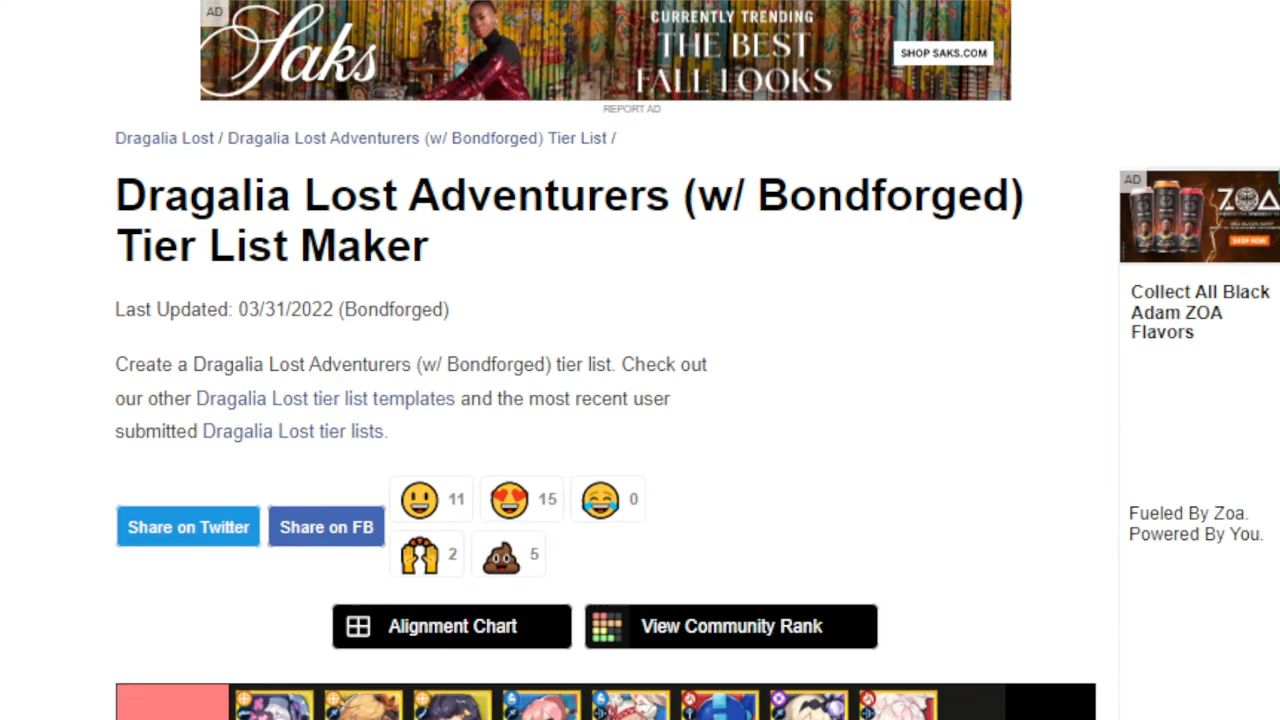 AD
Saks
CURRENTLY TRENDING
THE BEST
FALL LOOKS
SHOP SAKS.COM
REPORT AD
Dragalia Lost / Dragalia Lost Adventurers (w/ Bondforged) Tier List /
Dragalia Lost Adventurers (w/ Bondforged)
Tier List Maker
Last Updated: 03/31/2022 (Bondforged)
Create a Dragalia Lost Adventurers (w/ Bondforged) tier list. Check out
our other Dragalia Lost tier list templates and the most recent user
submitted Dragalia Lost tier lists.
11 15 0
Share on Twitter Share on FB
2 5
Alignment Chart View Community Rank
AD
ZOA
SHOP NOW
Collect All Black
Adam ZOA
Flavors
Fueled By Zoa.
Powered By You.